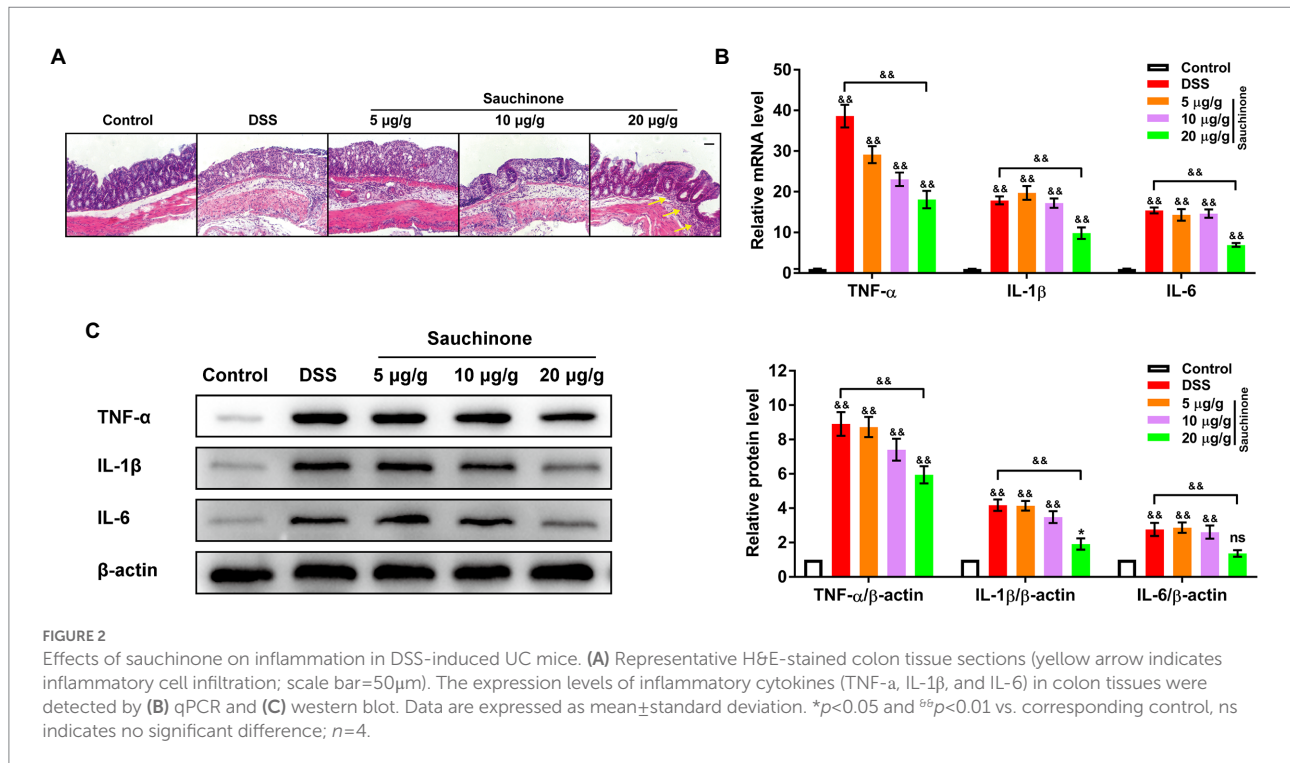 A
Sauchinone
Control DSS 5 µg/g 10 µg/g 20 µg/g
B
Relative mRNA level
50
40
30
20
10
0
&&
&& && && &&
&&
&& && && &&
&&
&& && && &&
TNF-α IL-1β IL-6
Control
DSS
5 µg/g
10 µg/g
20 µg/g
Sauchinone
C
Sauchinone
Control DSS 5 µg/g 10 µg/g 20 µg/g
TNF-α
IL-1β
IL-6
β-actin
Relative protein level
12
10
8
6
4
2
0
&&
&& && && &&
&&
&& && && *
&&
&& && && ns
TNF-α/β-actin IL-1β/β-actin IL-6/β-actin
Control
DSS
5 µg/g
10 µg/g
20 µg/g
Sauchinone
FIGURE 2
Effects of sauchinone on inflammation in DSS-induced UC mice. (A) Representative H&E-stained colon tissue sections (yellow arrow indicates
inflammatory cell infiltration; scale bar=50µm). The expression levels of inflammatory cytokines (TNF-a, IL-1β, and IL-6) in colon tissues were
detected by (B) qPCR and (C) western blot. Data are expressed as mean±standard deviation. *p<0.05 and &&p<0.01 vs. corresponding control, ns
indicates no significant difference; n=4.